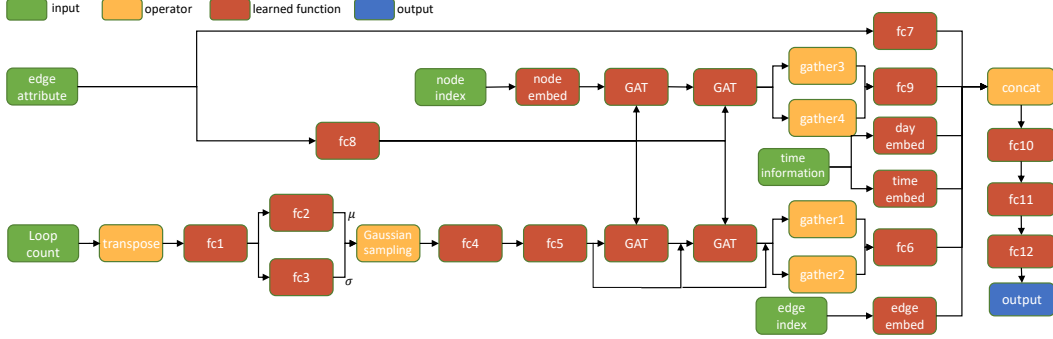 input
operator
learned function
output
fc7
edge
attribute
node
index
node
embed
GAT
GAT
gather3
gather4
fc9
concat
fc8
day
embed
time
information
time
embed
fc10
fc11
fc12
output
Loop
count
transpose
fc1
fc2
μ
fc3
σ
Gaussian
sampling
fc4
fc5
GAT
GAT
gather1
gather2
fc6
edge
index
edge
embed